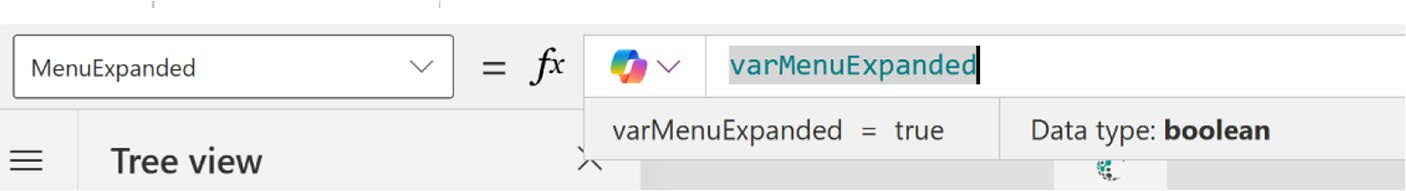 MenuExpanded = fx varMenuExpanded
varMenuExpanded = true Data type: boolean
Tree view